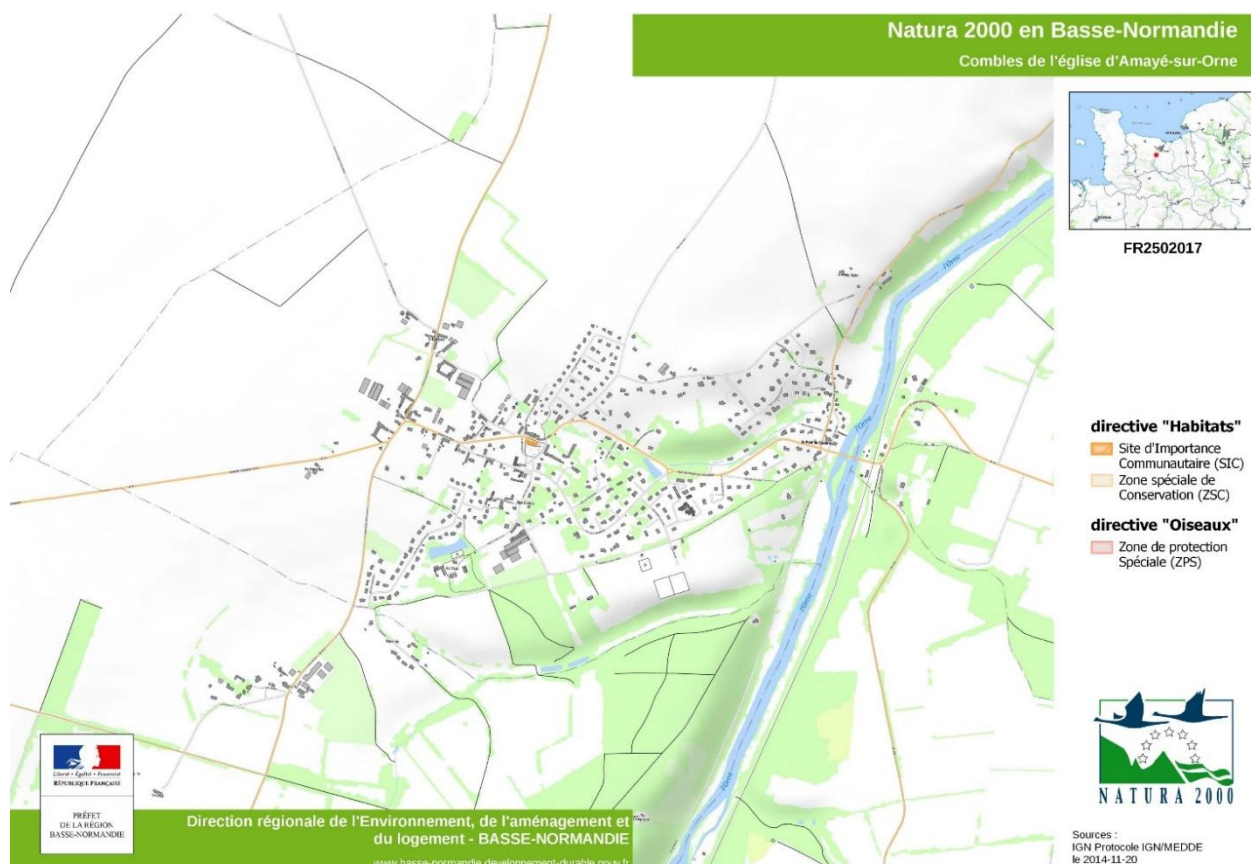 Natura 2000 en Basse-Normandie
Combles de l'église d'Amayé-sur-Orne
FR2502017
l'Orne
l'Orne
l'Orne
l'Orne
directive "Habitats"
Site d'Importance
Communautaire (SIC)
Zone spéciale de
Conservation (ZSC)
directive "Oiseaux"
Zone de protection
Spéciale (ZPS)
Liberté • Égalité • Fraternité
RÉPUBLIQUE FRANÇAISE
PRÉFET
DE LA RÉGION
BASSE-NORMANDIE
Direction régionale de l'Environnement, de l'aménagement et
du logement - BASSE-NORMANDIE
www.basse-normandie.developpement-durable.gouv.fr
NATURA 2000
Sources :
IGN Protocole IGN/MEDDE
le 2014-11-20